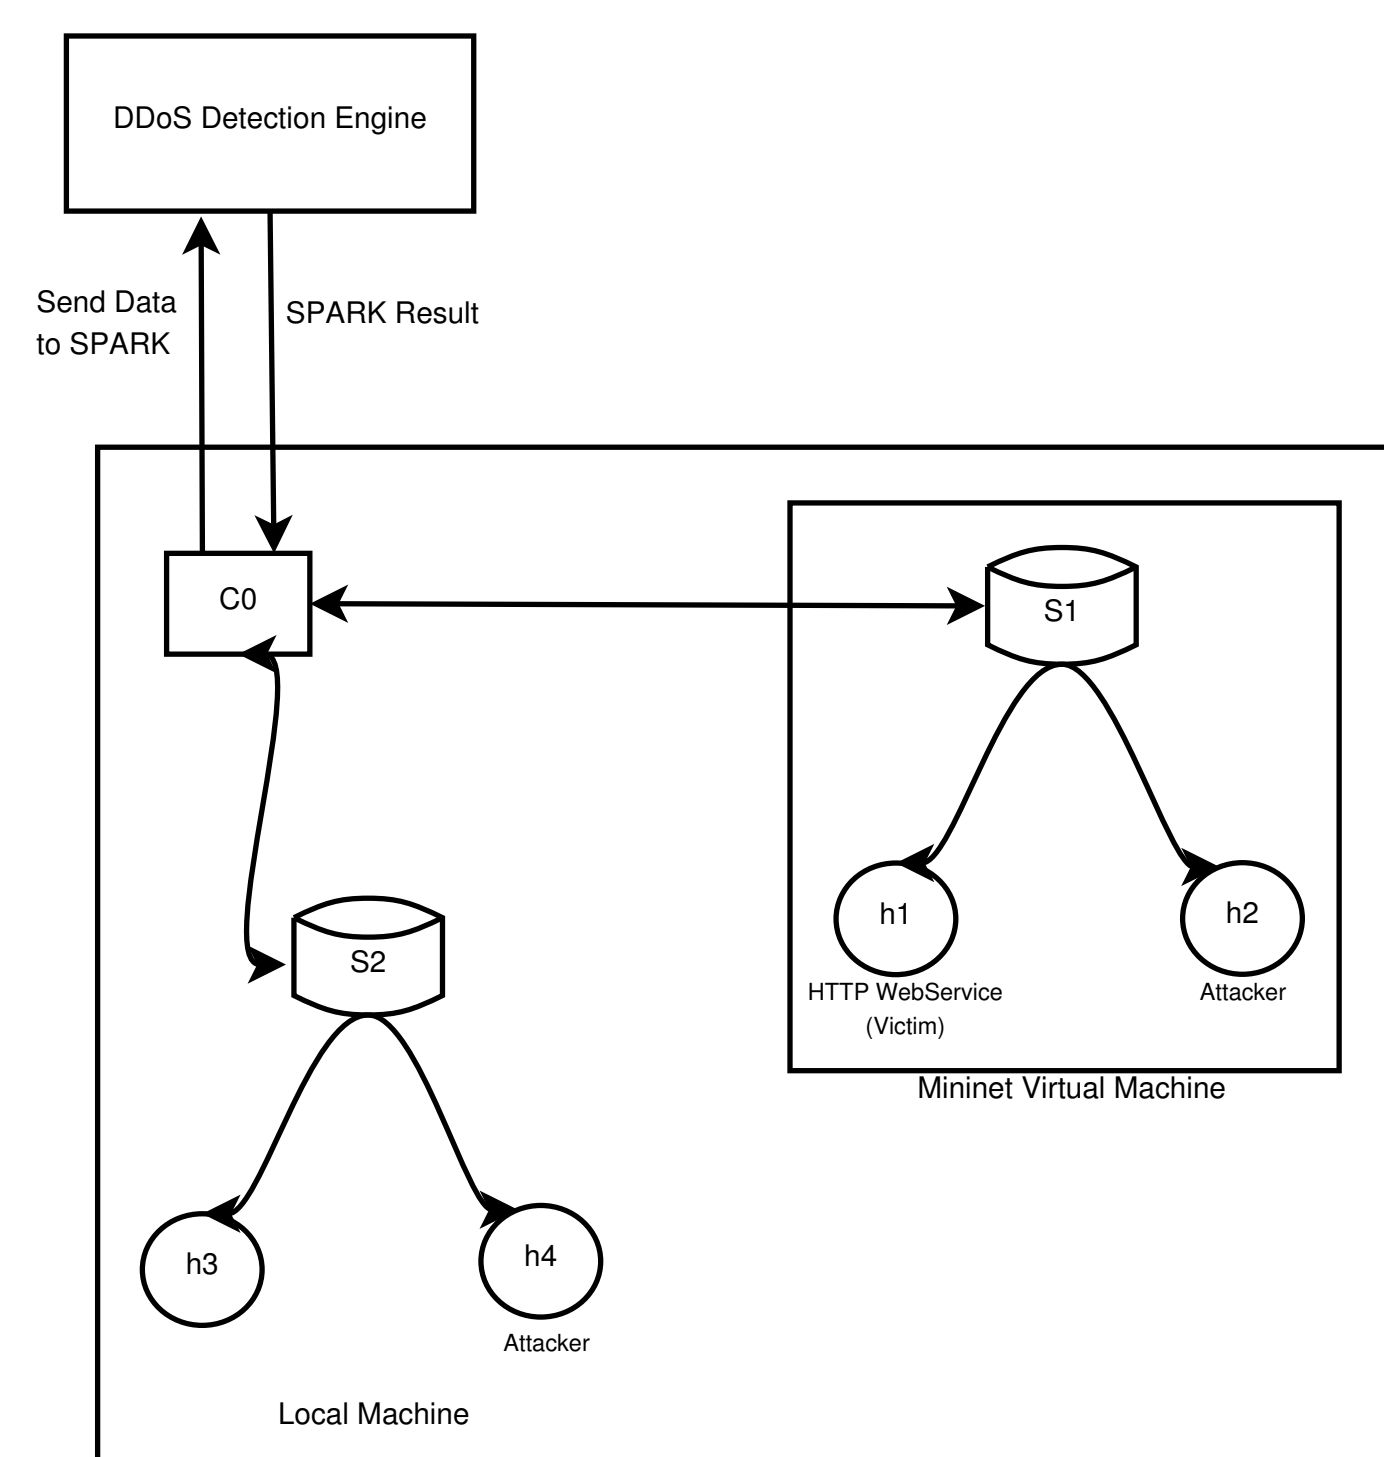 DDoS Detection Engine
Send Data
to SPARK
SPARK Result
C0
S1
h1
h2
HTTP WebService
(Victim)
Attacker
Mininet Virtual Machine
S2
h3
h4
Attacker
Local Machine